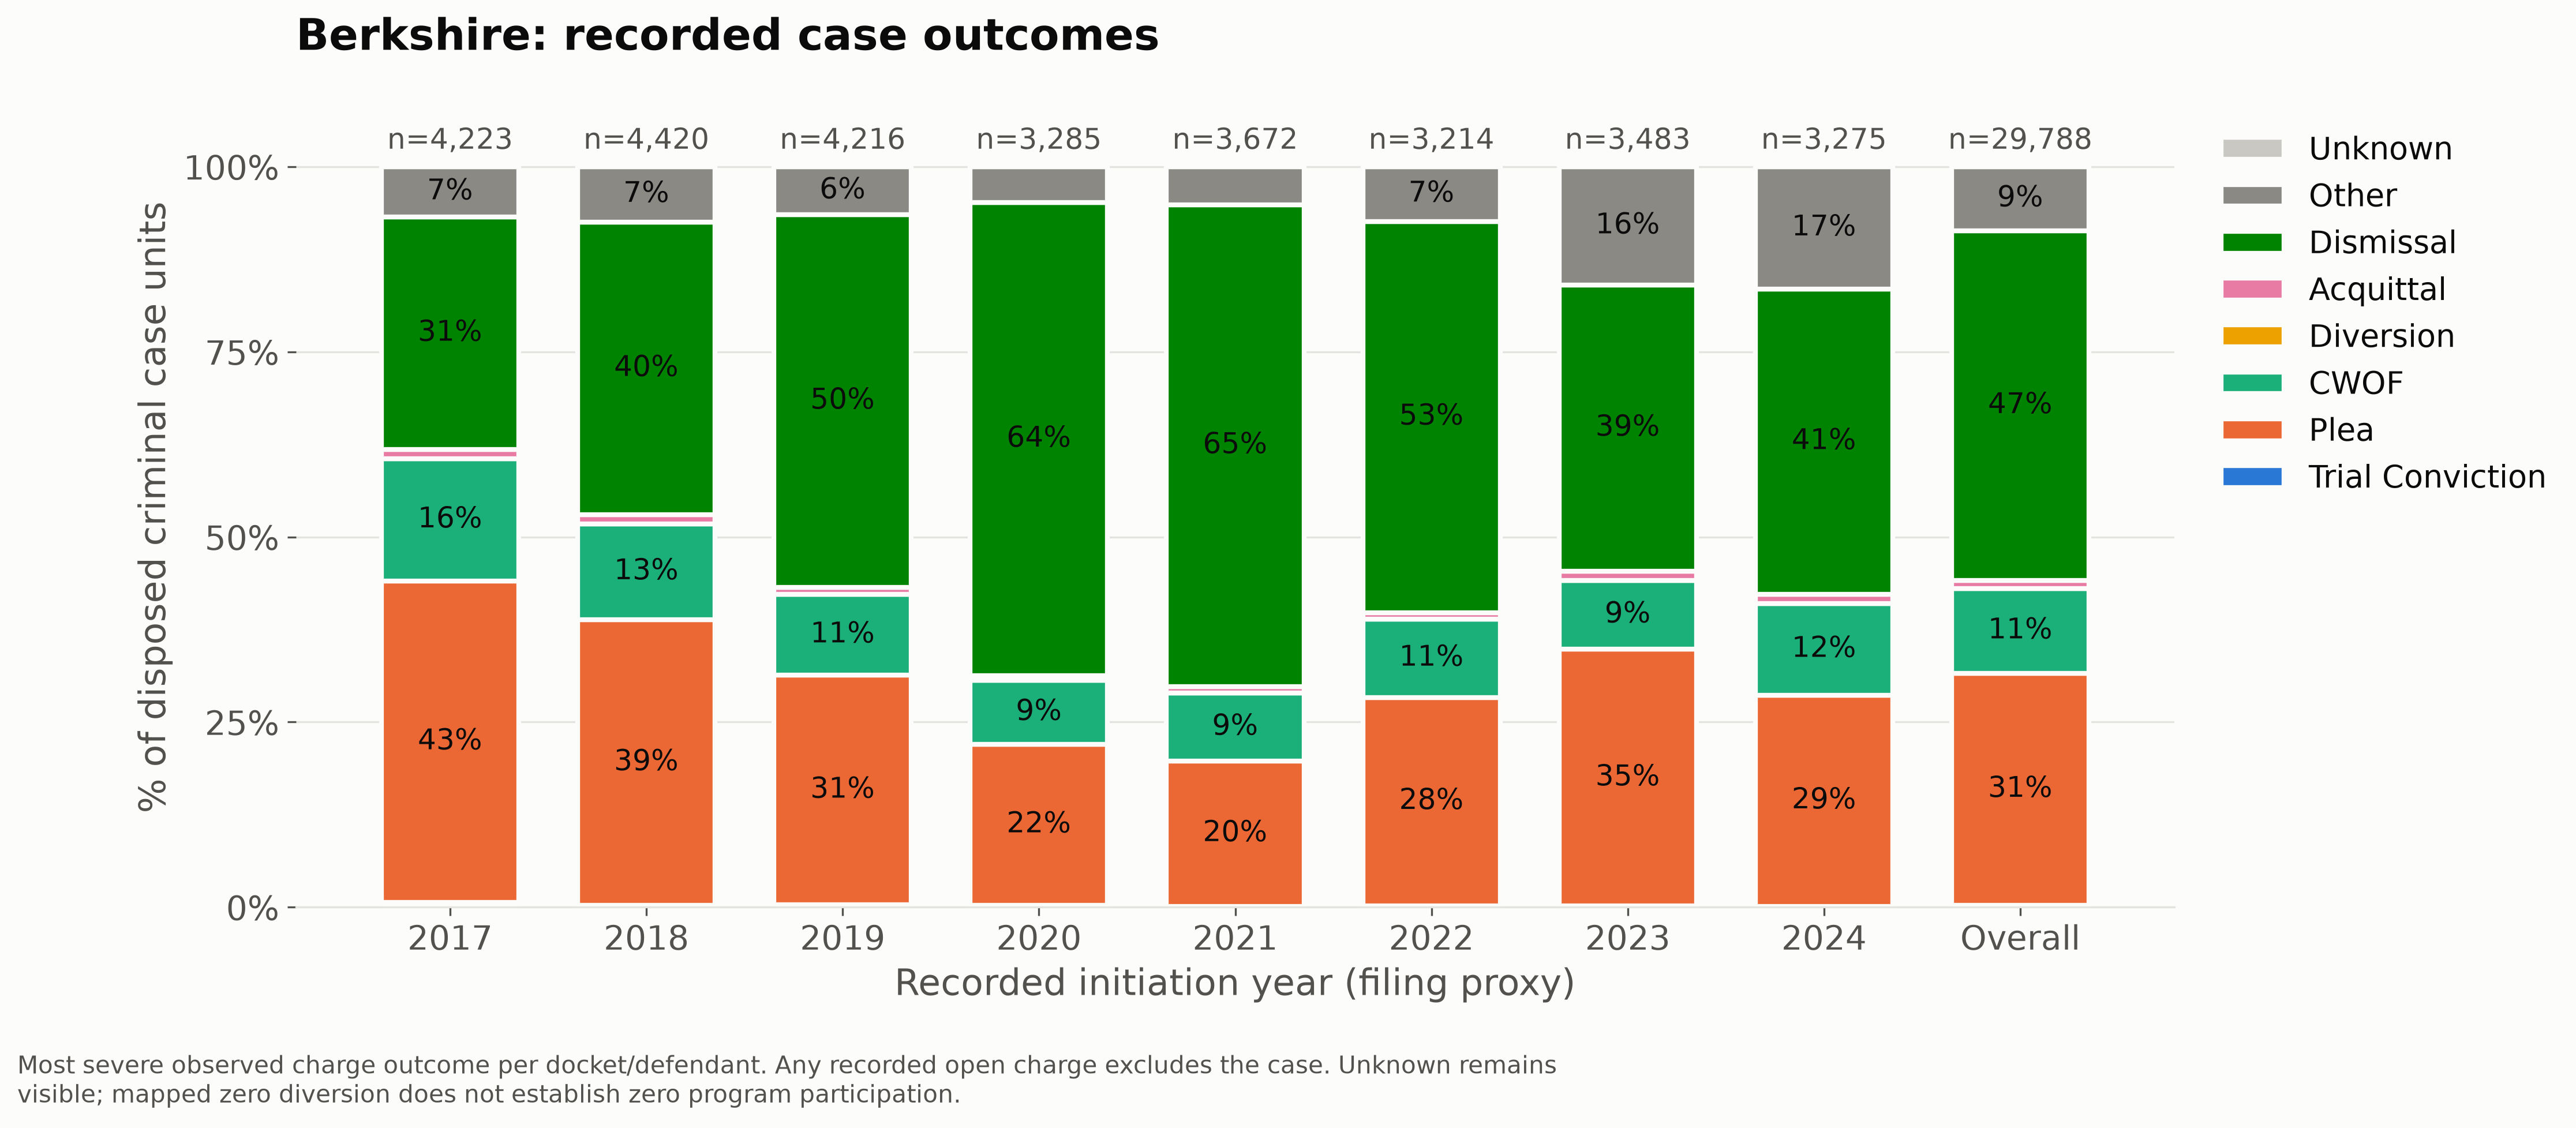 Berkshire: recorded case outcomes
n=4,223 n=4,420 n=4,216 n=3,285 n=3,672 n=3,214 n=3,483 n=3,275 n=29,788
% of disposed criminal case units
100%
75%
50%
25%
0%
7% 7% 6% 7% 16% 17% 9%
31% 40% 50% 64% 65% 53% 39% 41% 47%
16% 13% 11% 9% 9% 11% 9% 12% 11%
43% 39% 31% 22% 20% 28% 35% 29% 31%
2017 2018 2019 2020 2021 2022 2023 2024 Overall
Recorded initiation year (filing proxy)
Unknown
Other
Dismissal
Acquittal
Diversion
CWOF
Plea
Trial Conviction
Most severe observed charge outcome per docket/defendant. Any recorded open charge excludes the case. Unknown remains
visible; mapped zero diversion does not establish zero program participation.